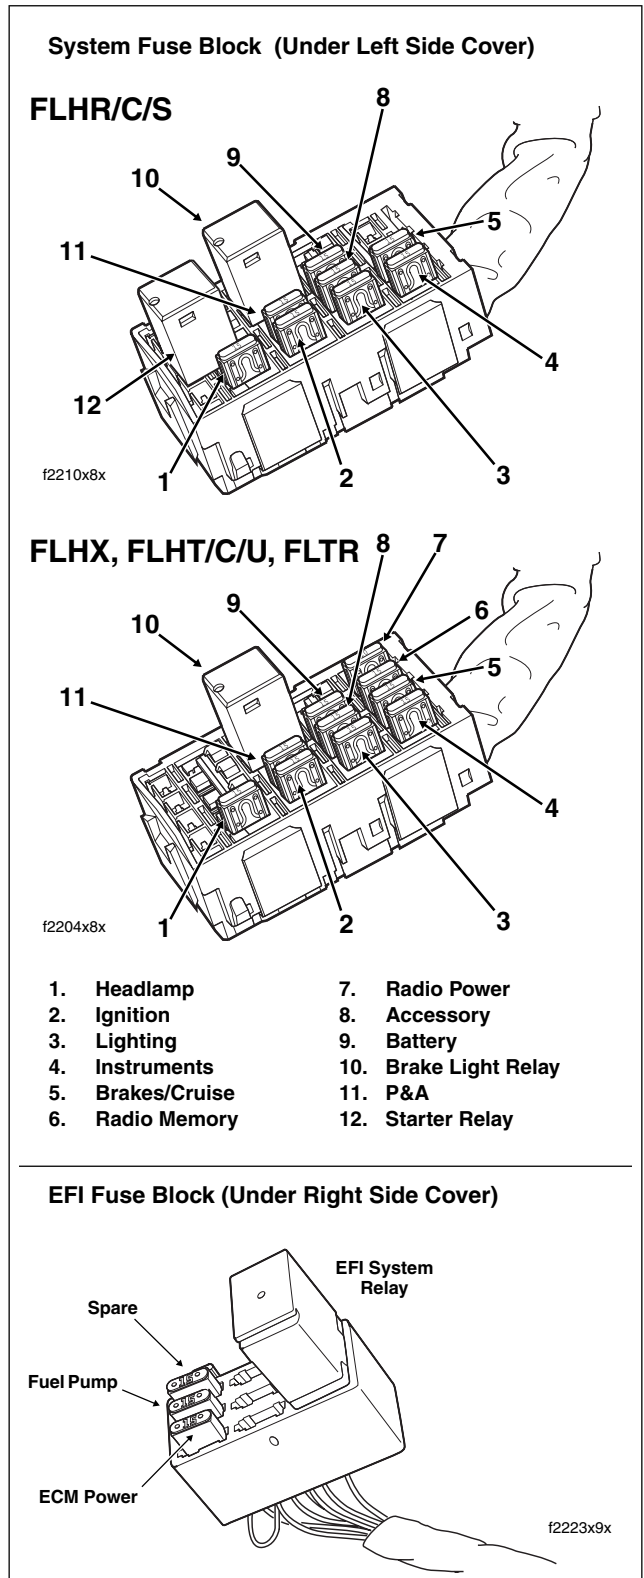 System Fuse Block (Under Left Side Cover)
FLHR/C/S
8
9
10
11
5
4
12
1
2
3
f2210x8x
FLHX, FLHT/C/U, FLTR
8
7
9
6
10
5
11
4
1
2
3
f2204x8x
1. Headlamp
2. Ignition
3. Lighting
4. Instruments
5. Brakes/Cruise
6. Radio Memory
7. Radio Power
8. Accessory
9. Battery
10. Brake Light Relay
11. P&A
12. Starter Relay
EFI Fuse Block (Under Right Side Cover)
EFI System
Relay
Spare
15
Fuel Pump
15
15
ECM Power
f2223x9x